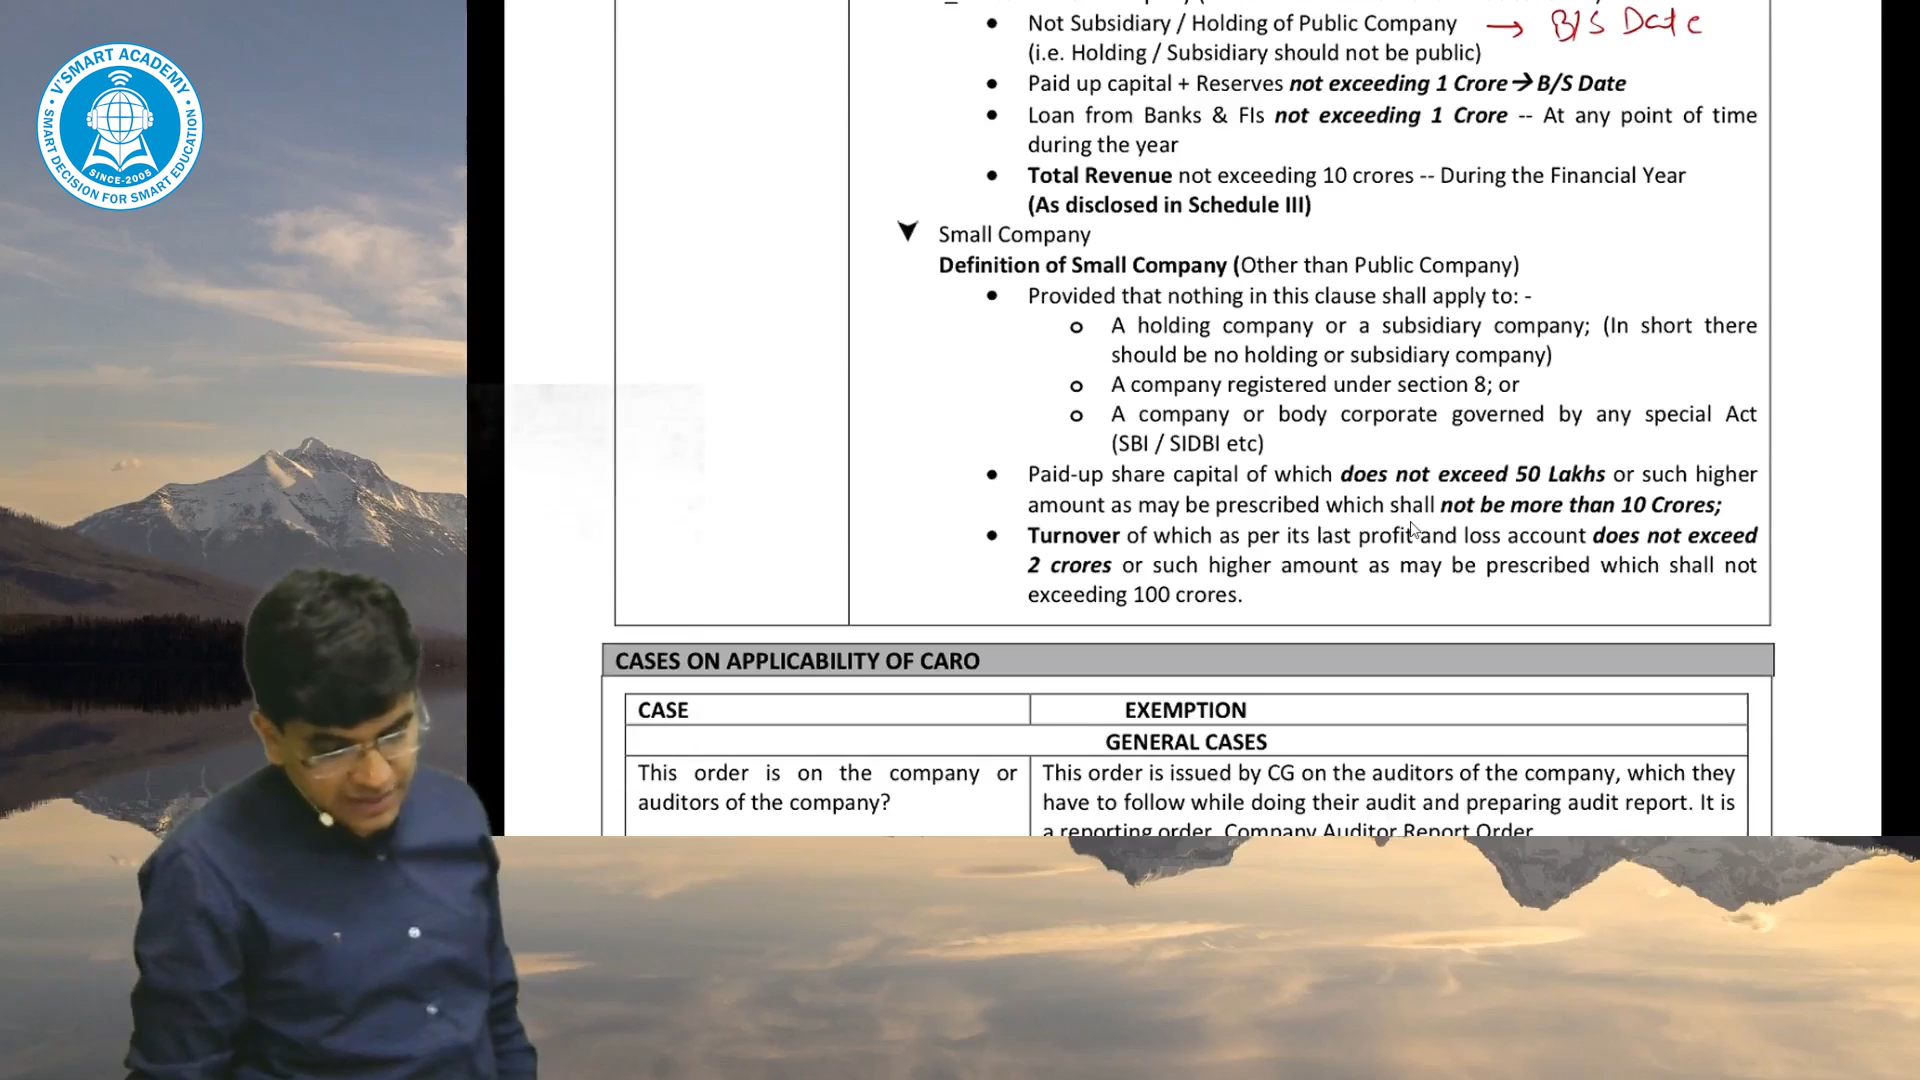 V'SMART ACADEMY
SINCE-2005
SMART DECISION FOR SMART EDUCATION
• Not Subsidiary / Holding of Public Company → B/S Date
(i.e. Holding / Subsidiary should not be public)
• Paid up capital + Reserves not exceeding 1 Crore→ B/S Date
• Loan from Banks & FIs not exceeding 1 Crore -- At any point of time
during the year
• Total Revenue not exceeding 10 crores -- During the Financial Year
(As disclosed in Schedule III)
Small Company
Definition of Small Company (Other than Public Company)
• Provided that nothing in this clause shall apply to: -
o A holding company or a subsidiary company; (In short there
should be no holding or subsidiary company)
o A company registered under section 8; or
o A company or body corporate governed by any special Act
(SBI / SIDBI etc)
• Paid-up share capital of which does not exceed 50 Lakhs or such higher
amount as may be prescribed which shall not be more than 10 Crores;
• Turnover of which as per its last profit and loss account does not exceed
2 crores or such higher amount as may be prescribed which shall not
exceeding 100 crores.
CASES ON APPLICABILITY OF CARO
CASE EXEMPTION
GENERAL CASES
This order is on the company or
auditors of the company?
This order is issued by CG on the auditors of the company, which they
have to follow while doing their audit and preparing audit report. It is
a reporting order. Company Auditor Report Order